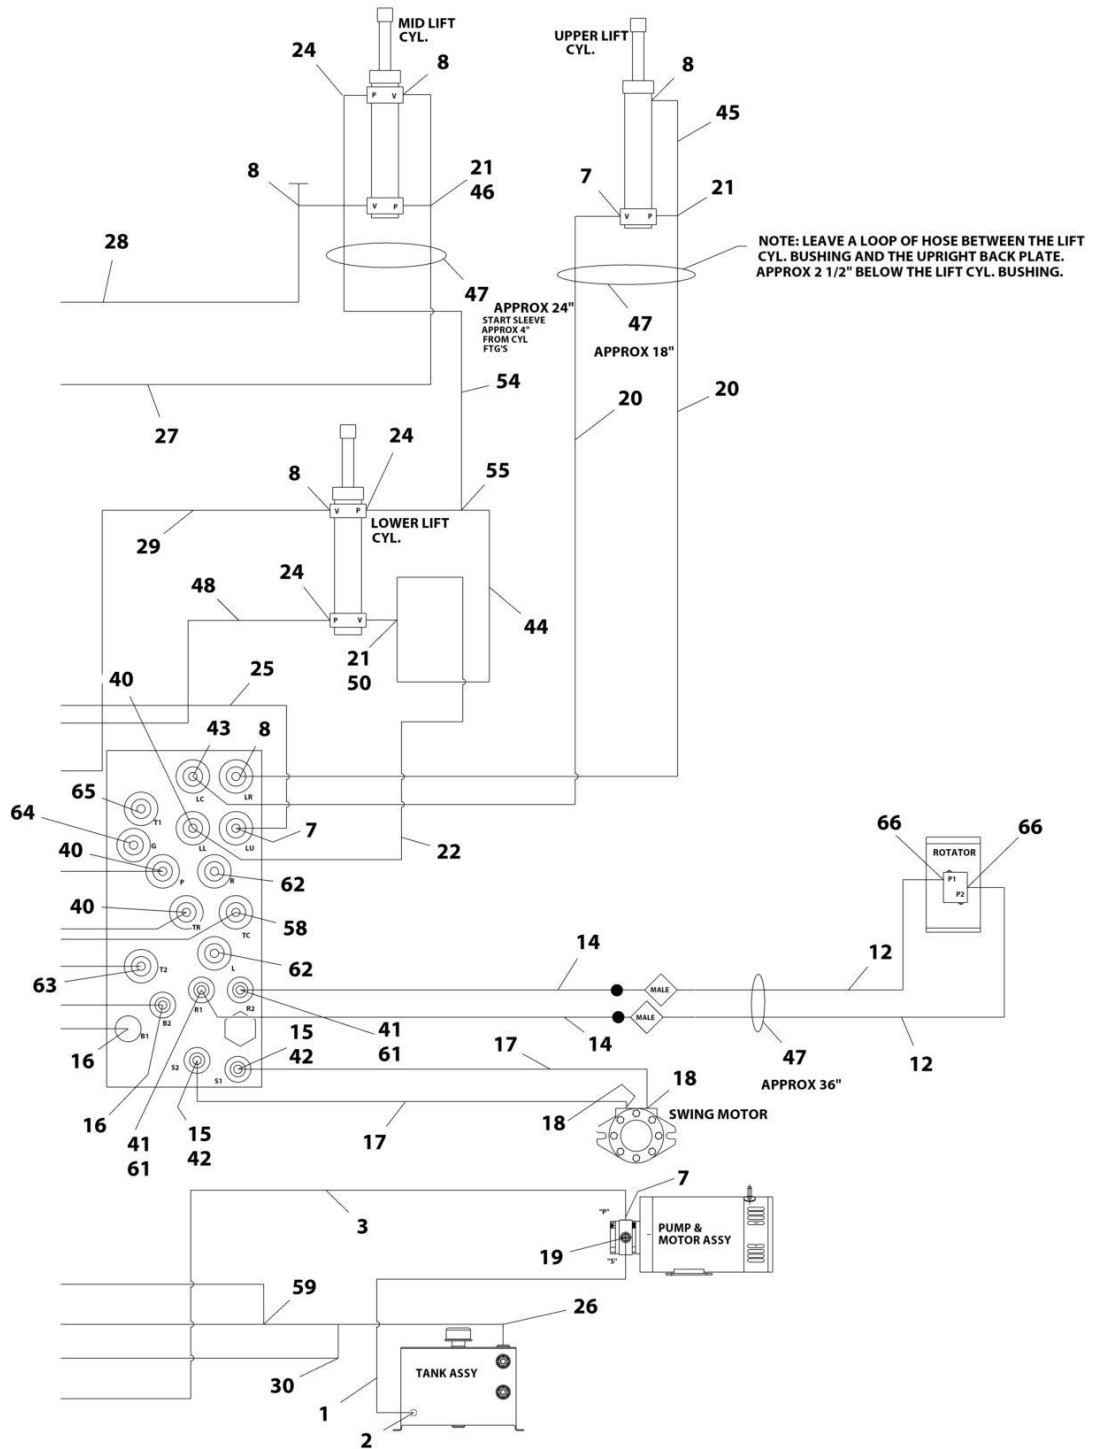 MID LIFT
CYL.
UPPER LIFT
CYL.
24
8
8
P V
45
8
21
46
7
21
V P
V P
28
NOTE: LEAVE A LOOP OF HOSE BETWEEN THE LIFT
CYL. BUSHING AND THE UPRIGHT BACK PLATE.
APPROX 2 1/2" BELOW THE LIFT CYL. BUSHING.
47
APPROX 24"
START SLEEVE
APPROX 4"
FROM CYL
FTG'S
47
APPROX 18"
54
20
20
27
24
8
55
V P
LOWER LIFT
CYL.
29
48
24
P V
44
21
50
25
40
43
8
LC
LR
65
T1
64
G
LL
LU
7
22
40
P
R
62
66
66
ROTATOR
P1
P2
40
TR
TC
58
14
12
L
62
63
T2
MALE
R1
R2
MALE
B2
16
B1
15
42
41
61
17
14
47
12
APPROX 36"
S2
S1
18
18
SWING MOTOR
16
41
61
15
42
17
7
3
"P"
PUMP &
MOTOR ASSY
19
"S"
59
26
TANK ASSY
30
1
2